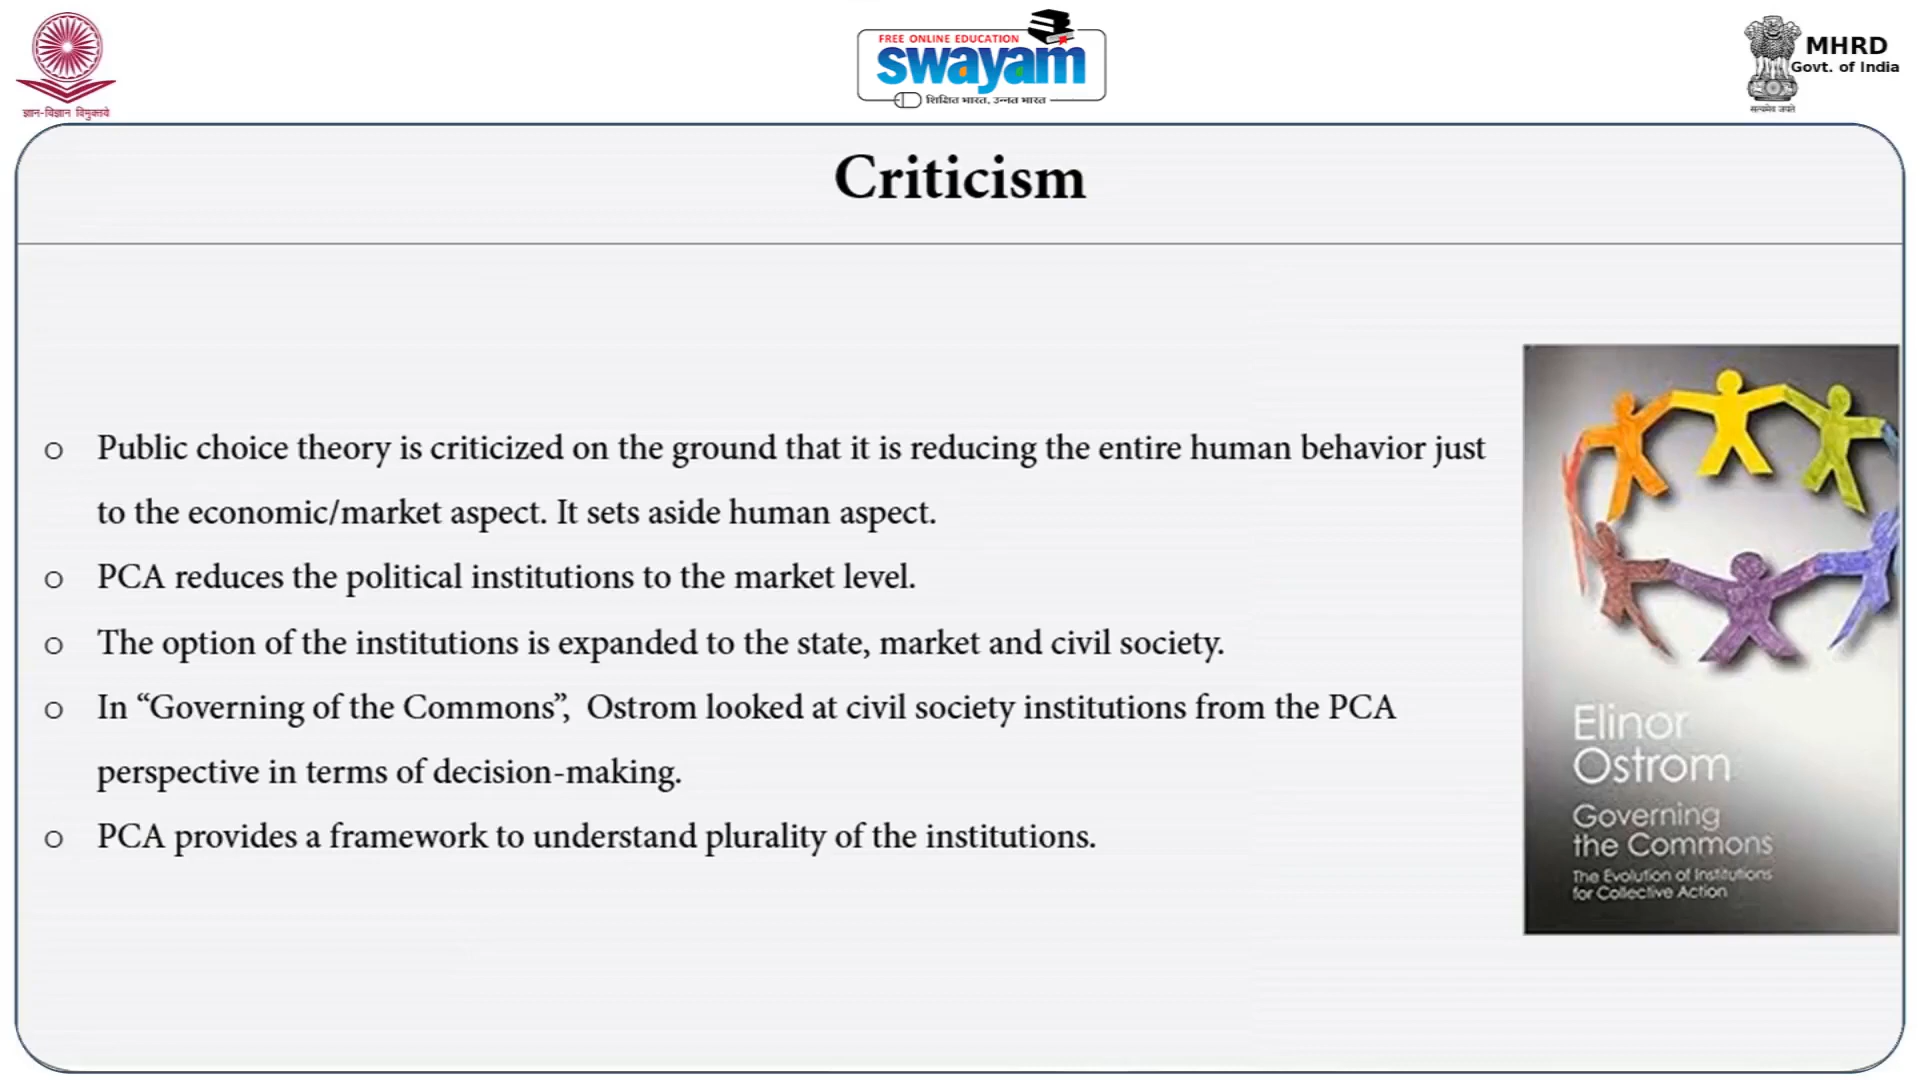 ज्ञान-विज्ञान विमुक्तये
FREE ONLINE EDUCATION
swayam
शिक्षित भारत, उन्नत भारत
MHRD
Govt. of India
सत्यमेव जयते
Criticism
o Public choice theory is criticized on the ground that it is reducing the entire human behavior just
to the economic/market aspect. It sets aside human aspect.
o PCA reduces the political institutions to the market level.
o The option of the institutions is expanded to the state, market and civil society.
o In “Governing of the Commons”, Ostrom looked at civil society institutions from the PCA
perspective in terms of decision-making.
o PCA provides a framework to understand plurality of the institutions.
Elinor
Ostrom
Governing
the Commons
The Evolution of Institutions
for Collective Action